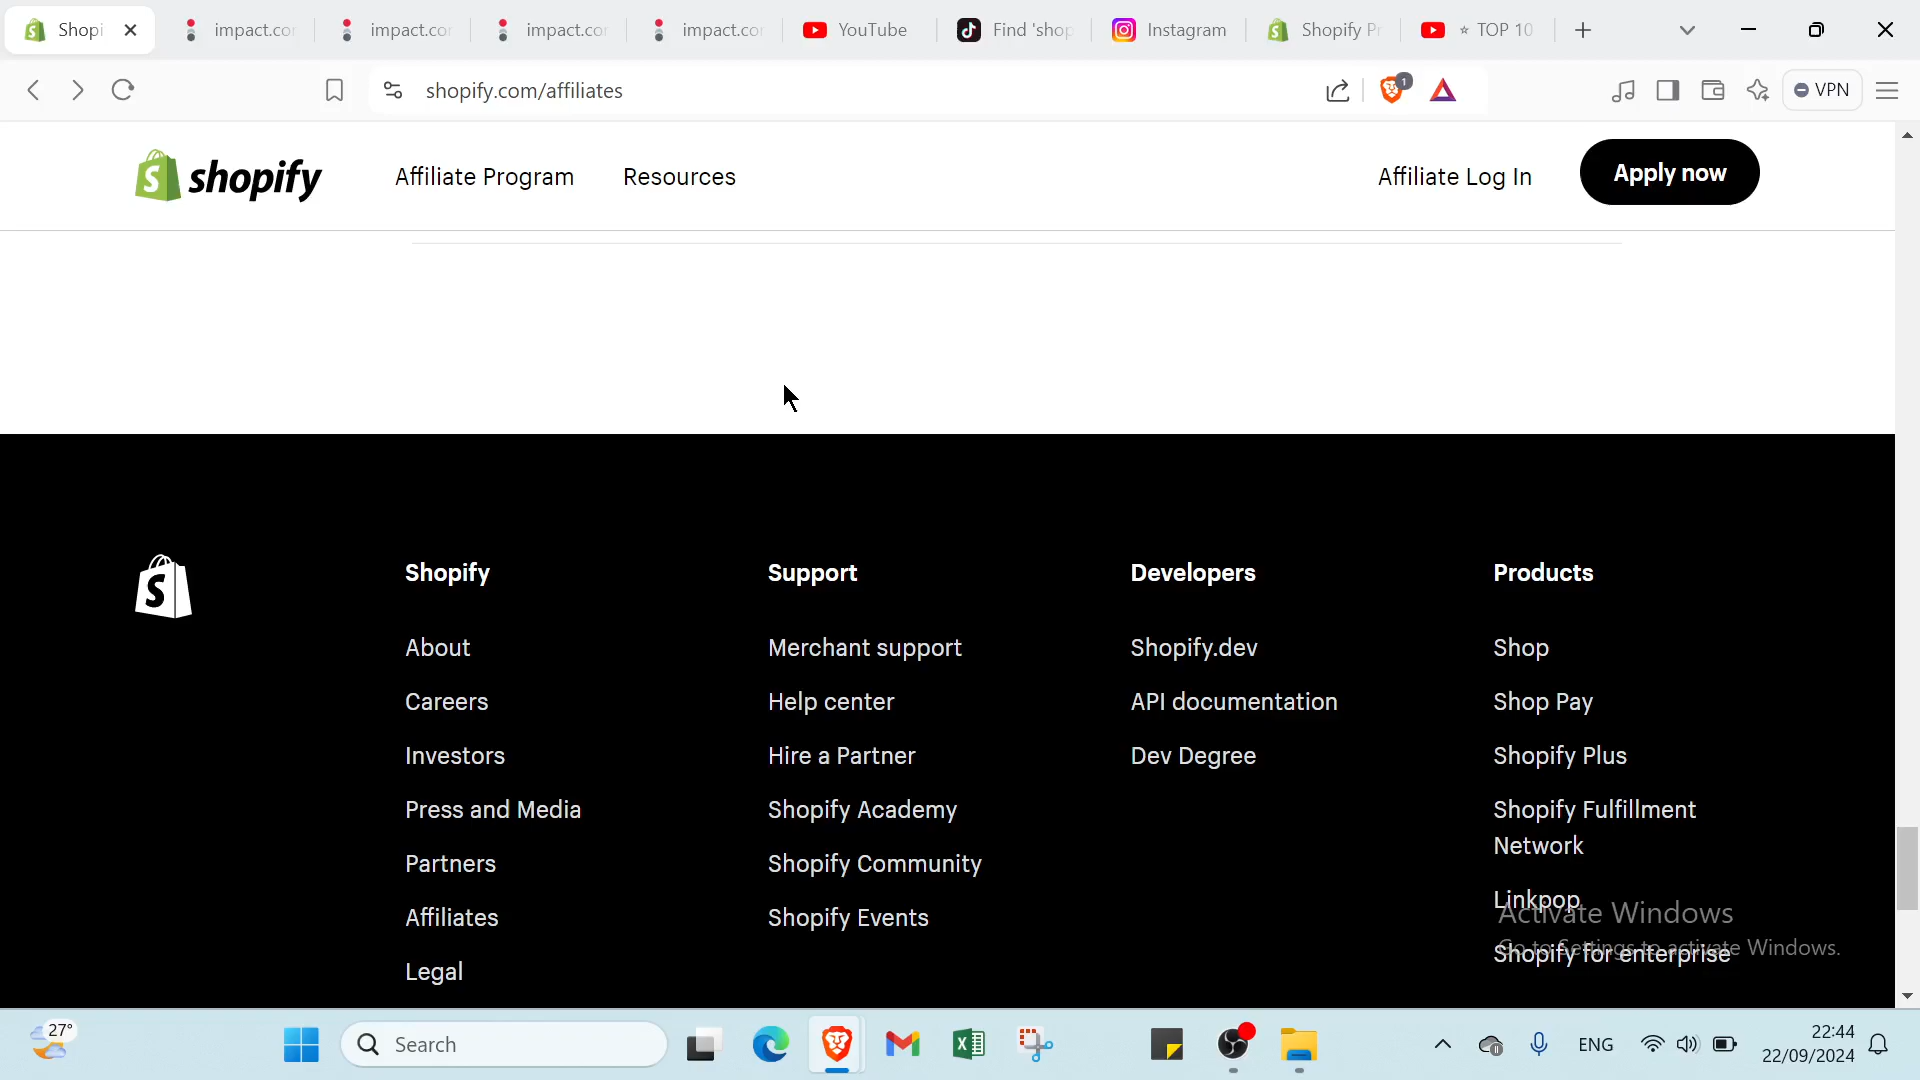 Shopi
impact.co
impact.co
impact.co
impact.co
YouTube
Find 'shop
Instagram
Shopify Pr
⭐ TOP 10
shopify.com/affiliates
1
VPN
shopify
Affiliate Program
Resources
Affiliate Log In
Apply now
Shopify
Support
Developers
Products
About
Merchant support
Shopify.dev
Shop
Careers
Help center
API documentation
Shop Pay
Investors
Hire a Partner
Dev Degree
Shopify Plus
Press and Media
Shopify Academy
Shopify Fulfillment
Network
Partners
Shopify Community
Linkpop
Affiliates
Shopify Events
Shopify for enterprise
Legal
Activate Windows
Go to Settings to activate Windows.
27°
Search
ENG
22:44
22/09/2024